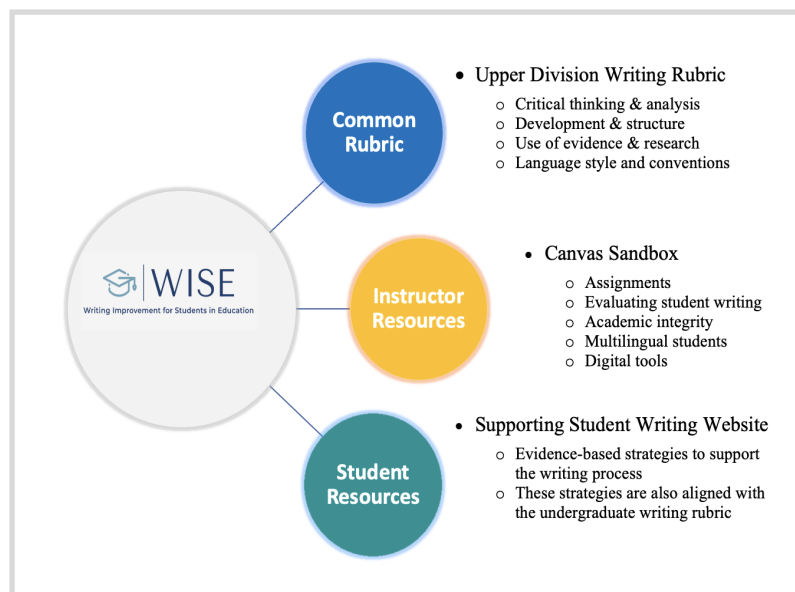 WISE
Writing Improvement for Students in Education
Common
Rubric
• Upper Division Writing Rubric
o Critical thinking & analysis
o Development & structure
o Use of evidence & research
o Language style and conventions
Instructor
Resources
• Canvas Sandbox
o Assignments
o Evaluating student writing
o Academic integrity
o Multilingual students
o Digital tools
Student
Resources
• Supporting Student Writing Website
o Evidence-based strategies to support
the writing process
o These strategies are also aligned with
the undergraduate writing rubric